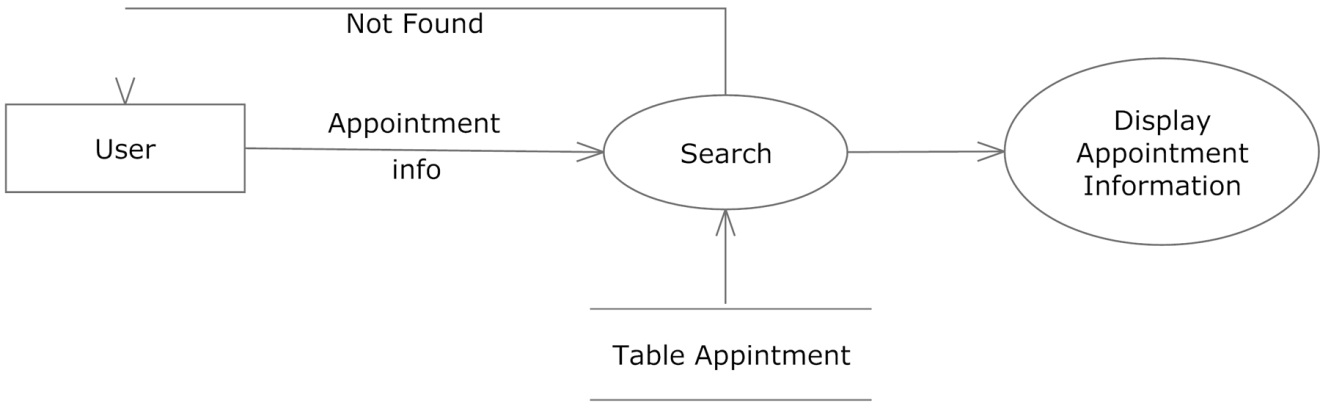 Not Found
User
Appointment
info
Search
Display
Appointment
Information
Table Appintment